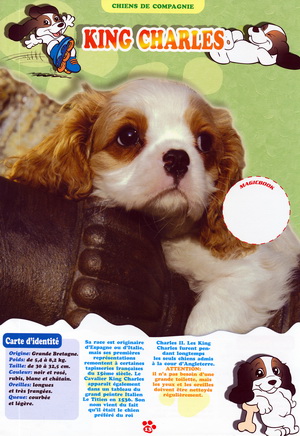 CHIENS DE COMPAGNIE
KING CHARLES
MAGICBOOK
Carte d'identité
Origine: Grande Bretagne.
Poids: de 5,4 à 8,2 kg.
Taille: de 30 à 32,5 cm.
Couleur: noir et rosé,
rubis, blanc et châtain.
Oreilles: longues
et très frangées.
Queue: courbée
et légère.
Sa race est originaire
d'Espagne ou d'Italie,
mais ses premières
représentations
remontent à certaines
tapisseries françaises
du 15ème siècle. Le
Cavalier King Charles
apparaît également
dans un tableau du
grand peintre Italien
Le Titien en 1538. Son
nom vient du fait
qu'il était le chien
préféré du roi
Charles II. Les King
Charles furent pen-
dant longtemps
les seuls chiens admis
à la cour d'Angleterre.
ATTENTION:
il n'a pas besoin d'une
grande toilette, mais
les yeux et les oreilles
doivent être nettoyés
régulièrement.